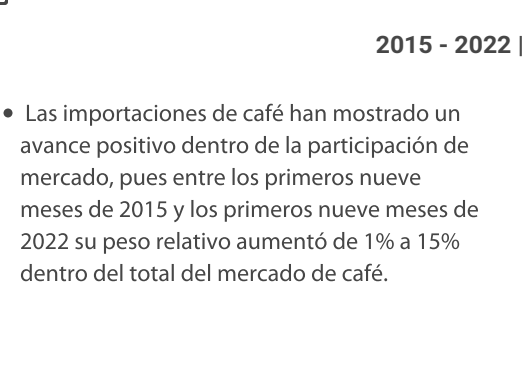 2015 - 2022 |
• Las importaciones de café han mostrado un
avance positivo dentro de la participación de
mercado, pues entre los primeros nueve
meses de 2015 y los primeros nueve meses de
2022 su peso relativo aumentó de 1% a 15%
dentro del total del mercado de café.